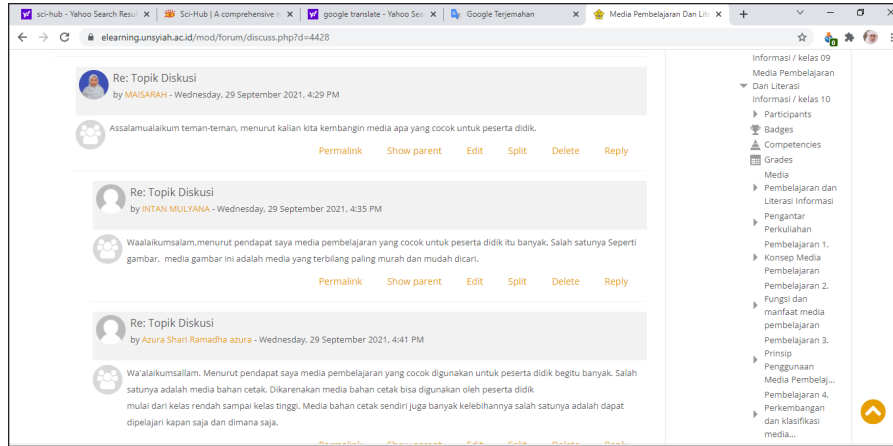 sci-hub - Yahoo Search Resul
Sci-Hub | A comprehensive n
google translate - Yahoo Sea
Google Terjemahan
Media Pembelajaran Dan Lite
elearning.unsyiah.ac.id/mod/forum/discuss.php?d=4428
Re: Topik Diskusi
by MAISARAH - Wednesday, 29 September 2021, 4:29 PM
Assalamualaikum teman-teman, menurut kalian kita kembangin media apa yang cocok untuk peserta didik.
Permalink Show parent Edit Split Delete Reply
Re: Topik Diskusi
by INTAN MULYANA - Wednesday, 29 September 2021, 4:35 PM
Waalaikumsalam,menurut pendapat saya media pembelajaran yang cocok untuk peserta didik itu banyak. Salah satunya Seperti
gambar. media gambar ini adalah media yang terbilang paling murah dan mudah dicari.
Permalink Show parent Edit Split Delete Reply
Re: Topik Diskusi
by Azura Shari Ramadha azura - Wednesday, 29 September 2021, 4:41 PM
Wa'alaikumsallam. Menurut pendapat saya media pembelajaran yang cocok digunakan untuk peserta didik begitu banyak. Salah
satunya adalah media bahan cetak. Dikarenakan media bahan cetak bisa digunakan oleh peserta didik
mulai dari kelas rendah sampai kelas tinggi. Media bahan cetak sendiri juga banyak kelebihannya salah satunya adalah dapat
dipelajari kapan saja dan dimana saja.
Permalink Show parent Edit Split Delete Reply
Informasi / kelas 09
Media Pembelajaran
Dan Literasi
Informasi / kelas 10
Participants
Badges
Competencies
Grades
Media
Pembelajaran dan
Literasi Informasi
Pengantar
Perkuliahan
Pembelajaran 1.
Konsep Media
Pembelajaran
Pembelajaran 2.
Fungsi dan
manfaat media
pembelajaran
Pembelajaran 3.
Prinsip
Penggunaan
Media Pembelaj...
Pembelajaran 4.
Perkembangan
dan klasifikasi
media...